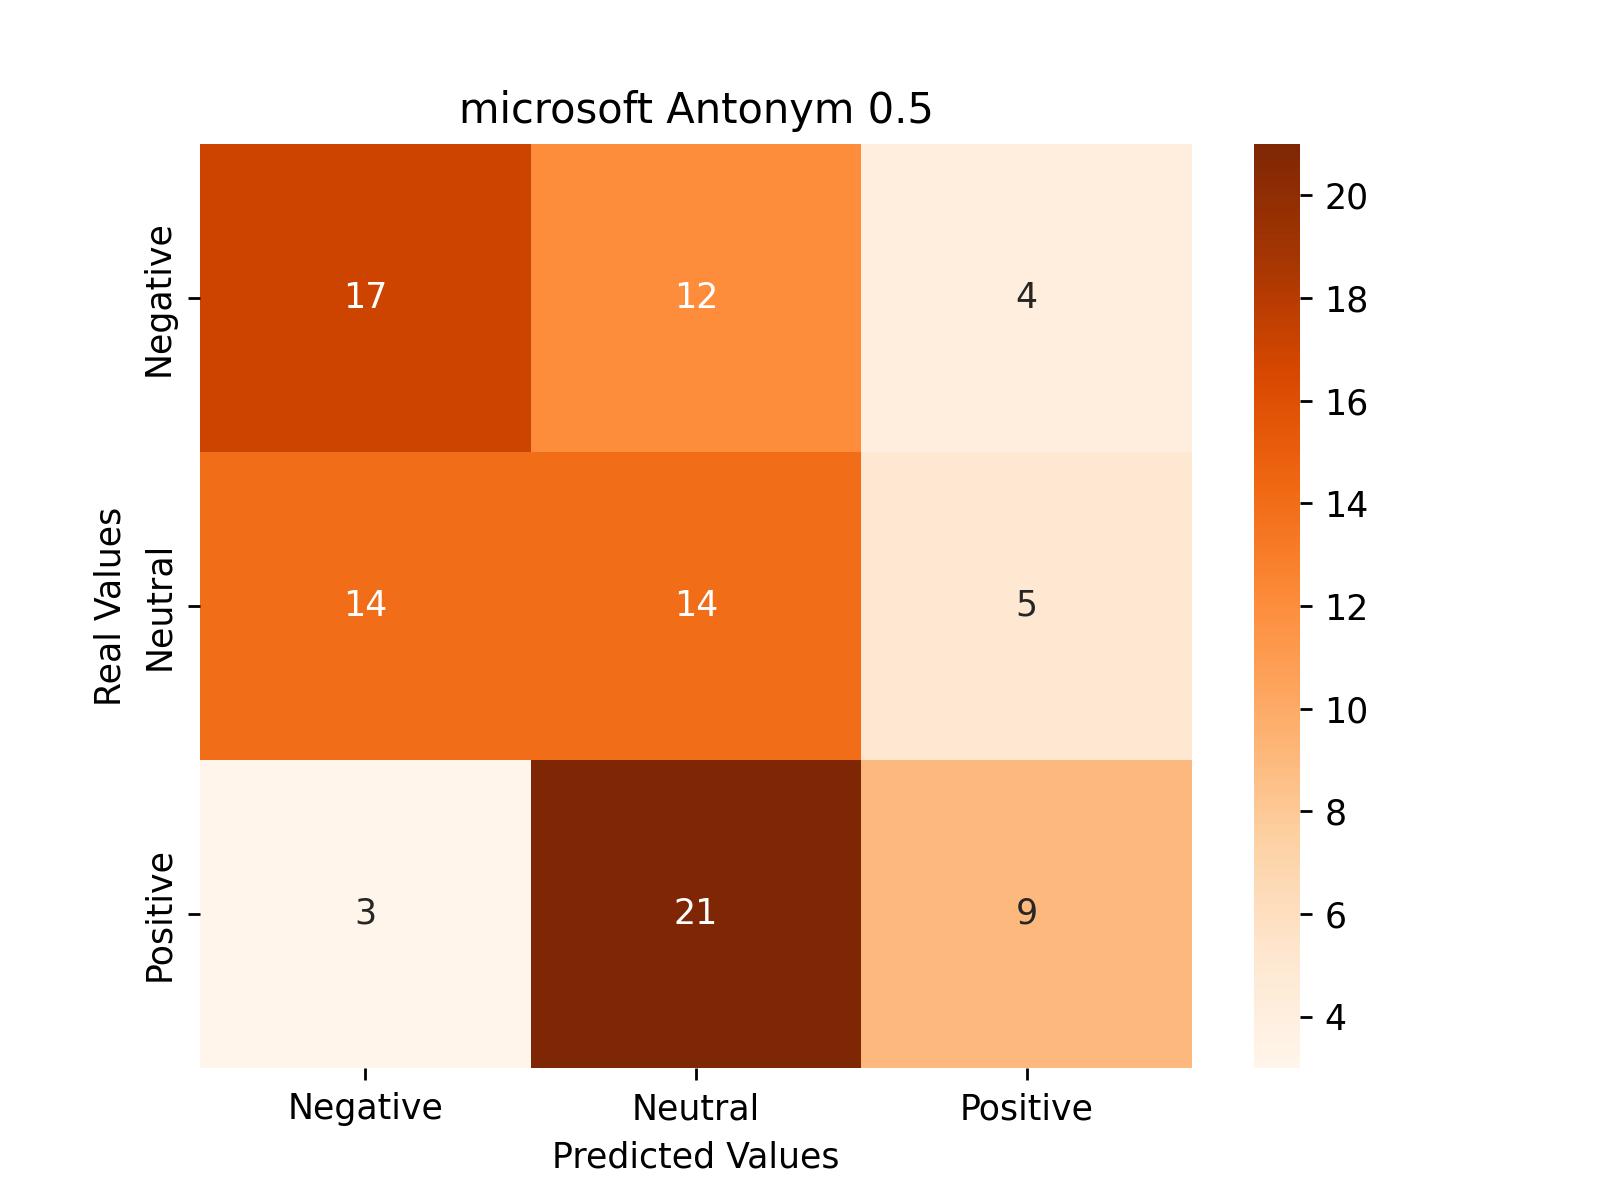 microsoft Antonym 0.5
Real Values
Negative
17 12 4
Neutral
14 14 5
Positive
3 21 9
Negative Neutral Positive
Predicted Values
20
18
16
14
12
10
8
6
4